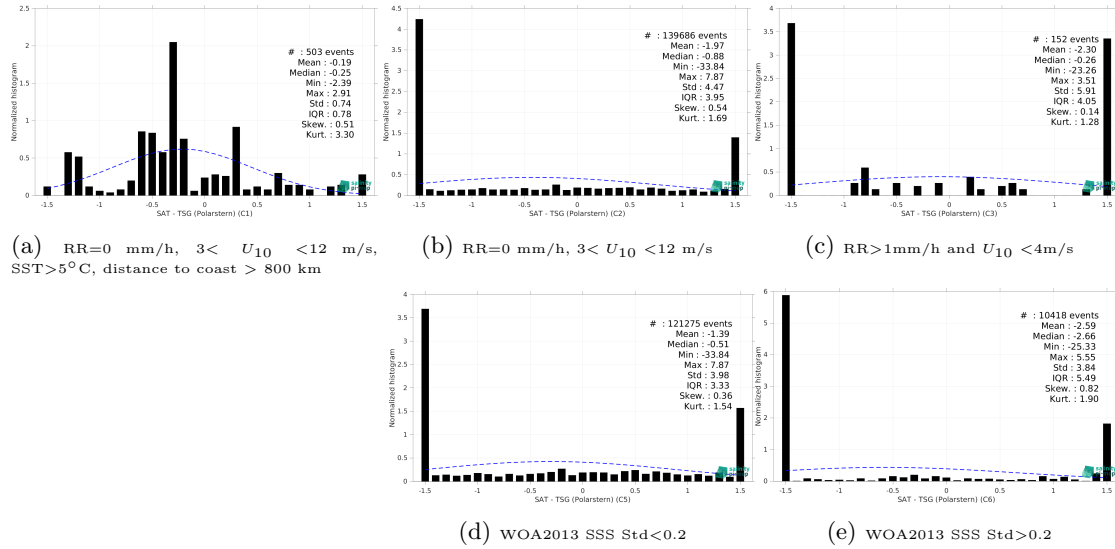 4
3.5
3
2.5
2
1.5
1
0.5
0
Normalized histogram
# : 503 events
Mean : -0.19
Median : -0.25
Min : -2.39
Max : 2.91
Std : 0.74
IQR : 0.78
Skew. : 0.51
Kurt. : 3.30
-1.5 -1 -0.5 0 0.5 1 1.5
SAT - TSG (Polarstern) (C1)
(a) RR=0 mm/h, 3< U10 <12 m/s,
SST>5°C, distance to coast > 800 km
4.5
4
3.5
3
2.5
2
1.5
1
0.5
0
Normalized histogram
# : 139686 events
Mean : -1.97
Median : -0.88
Min : -33.84
Max : 7.87
Std : 4.47
IQR : 3.95
Skew. : 0.54
Kurt. : 1.69
-1.5 -1 -0.5 0 0.5 1 1.5
SAT - TSG (Polarstern) (C2)
(b) RR=0 mm/h, 3< U10 <12 m/s
4
3.5
3
2.5
2
1.5
1
0.5
0
Normalized histogram
# : 152 events
Mean : -2.30
Median : -0.26
Min : -23.26
Max : 3.51
Std : 5.91
IQR : 4.05
Skew. : 0.14
Kurt. : 1.28
-1.5 -1 -0.5 0 0.5 1 1.5
SAT - TSG (Polarstern) (C3)
(c) RR>1mm/h and U10 <4m/s
4
3.5
3
2.5
2
1.5
1
0.5
0
Normalized histogram
# : 121275 events
Mean : -1.39
Median : -0.51
Min : -33.84
Max : 7.87
Std : 3.98
IQR : 3.33
Skew. : 0.36
Kurt. : 1.54
-1.5 -1 -0.5 0 0.5 1 1.5
SAT - TSG (Polarstern) (C5)
(d) WOA2013 SSS Std<0.2
6
5
4
3
2
1
0
Normalized histogram
# : 10418 events
Mean : -2.59
Median : -2.66
Min : -25.33
Max : 5.55
Std : 3.84
IQR : 5.49
Skew. : 0.82
Kurt. : 1.90
-1.5 -1 -0.5 0 0.5 1 1.5
SAT - TSG (Polarstern) (C6)
(e) WOA2013 SSS Std>0.2